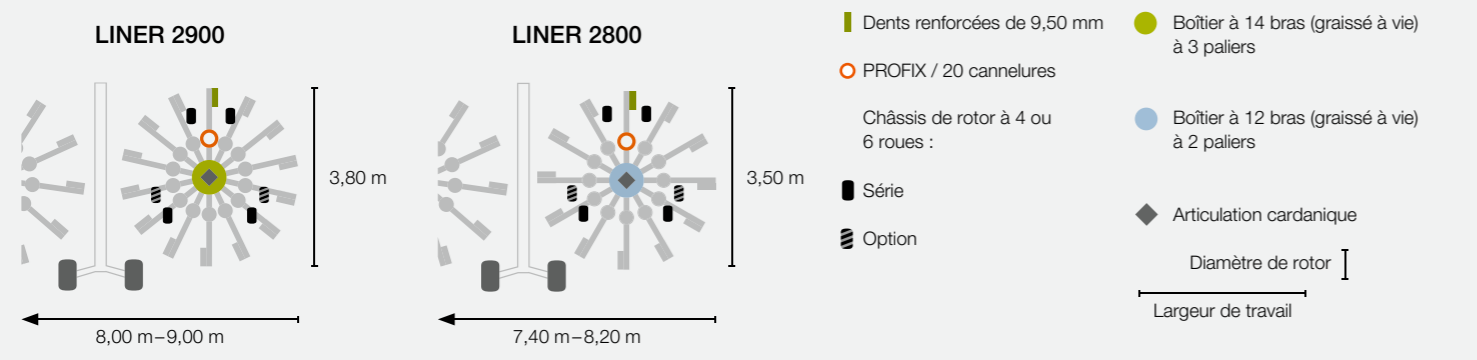 LINER 2900
3,80 m
8,00 m–9,00 m
LINER 2800
3,50 m
7,40 m–8,20 m
Dents renforcées de 9,50 mm
PROFIX / 20 cannelures
Châssis de rotor à 4 ou
6 roues :
Série
Option
Boîtier à 14 bras (graissé à vie)
à 3 paliers
Boîtier à 12 bras (graissé à vie)
à 2 paliers
Articulation cardanique
Diamètre de rotor
Largeur de travail